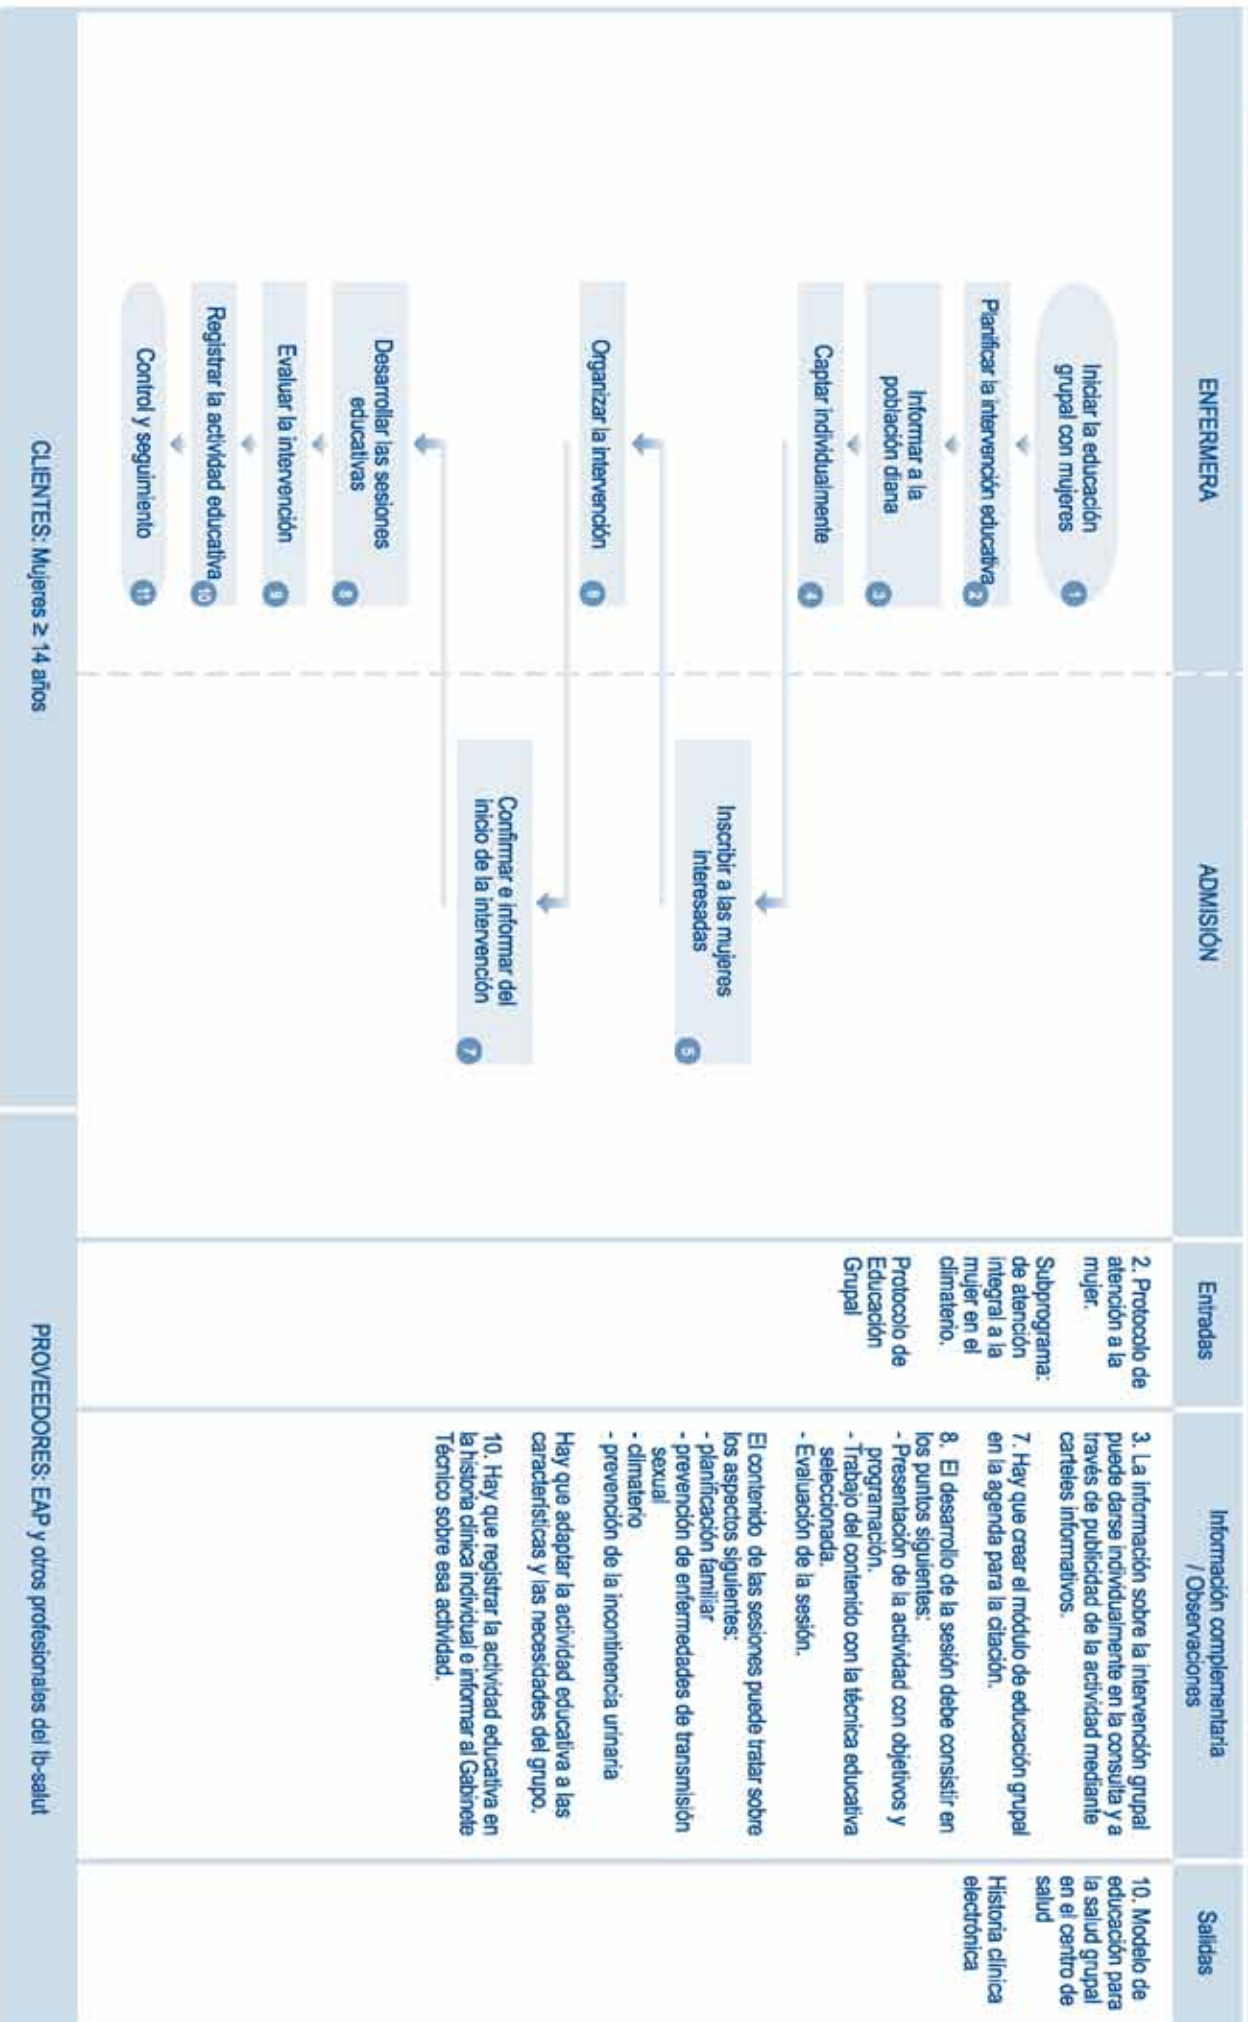 ENFERMERA
ADMISIÓN
Entradas
Información complementaria
/ Observaciones
Salidas
Iniciar la educación
grupal con mujeres
1
Planificar la intervención educativa
2
Informar a la
población diana
3
Captar individualmente
4
Inscribir a las mujeres
interesadas
5
Organizar la intervención
6
Confirmar e informar del
inicio de la intervención
7
Desarrollar las sesiones
educativas
8
Evaluar la intervención
9
Registrar la actividad educativa
10
Control y seguimiento
11
2. Protocolo de
atención a la
mujer.
Subprograma:
de atención
integral a la
mujer en el
climaterio.
Protocolo de
Educación
Grupal
3. La información sobre la intervención grupal
puede darse individualmente en la consulta y a
través de publicidad de la actividad mediante
carteles informativos.
7. Hay que crear el módulo de educación grupal
en la agenda para la citación.
8. El desarrollo de la sesión debe consistir en
los puntos siguientes:
- Presentación de la actividad con objetivos y
programación.
- Trabajo del contenido con la técnica educativa
seleccionada.
- Evaluación de la sesión.
El contenido de las sesiones puede tratar sobre
los aspectos siguientes:
- planificación familiar
- prevención de enfermedades de transmisión
sexual
- climaterio
- prevención de la incontinencia urinaria
Hay que adaptar la actividad educativa a las
características y las necesidades del grupo.
10. Hay que registrar la actividad educativa en
la historia clínica individual e informar al Gabinete
Técnico sobre esa actividad.
10. Modelo de
educación para
la salud grupal
en el centro de
salud
Historia clínica
electrónica
CLIENTES: Mujeres ≥ 14 años
PROVEEDORES: EAP y otros profesionales del Ib-salut